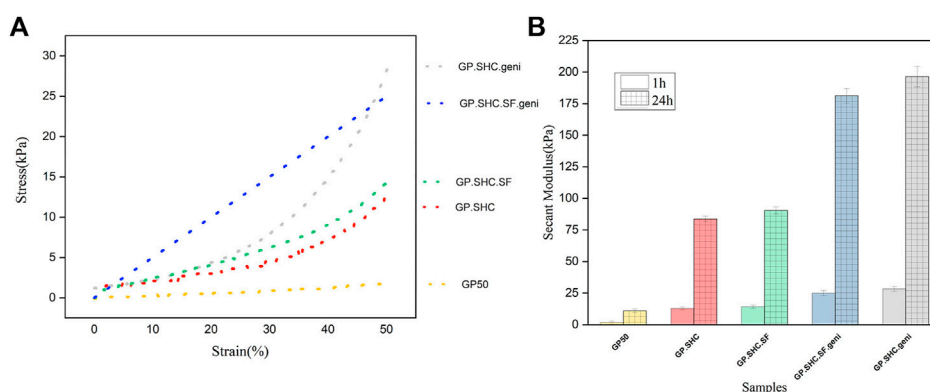 A
Stress(kPa)
30
25
20
15
10
5
0
0 10 20 30 40 50
Strain(%)
GP.SHC.geni
GP.SHC.SF.geni
GP.SHC.SF
GP.SHC
GP50
B
Secant Modulus(kPa)
225
200
175
150
125
100
75
50
25
0
1h
24h
GP50
GP.SHC
GP.SHC.SF
GP.SHC.SF.geni
GP.SHC.geni
Samples